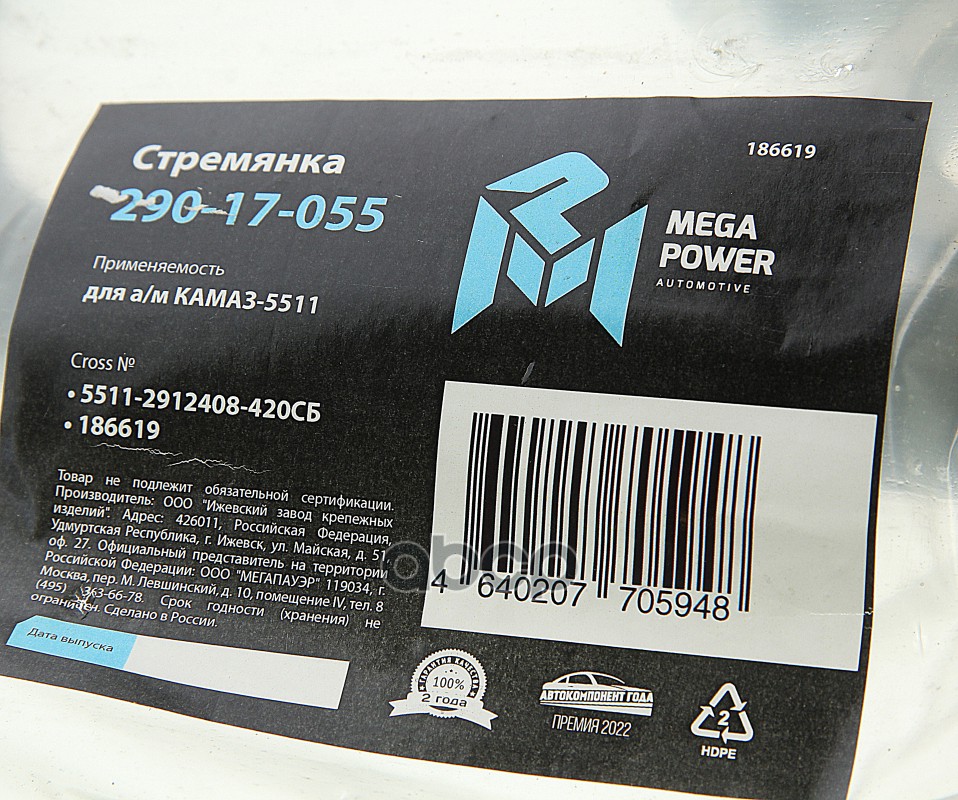 Стремянка
290-17-055
Применяемость
для а/м КАМАЗ-5511
Cross №
• 5511-2912408-420СБ
• 186619
Товар не подлежит обязательной сертификации.
Производитель: ООО "Ижевский завод крепежных
изделий". Адрес: 426011, Российская Федерация,
Удмуртская Республика, г. Ижевск, ул. Майская, д. 51,
оф. 27. Официальный представитель на территории
Российской Федерации: ООО "МЕГАПАУЭР" 119034, г.
Москва, пер. М. Левшинский, д. 10, помещение IV, тел. 8
(495) 363-66-78. Срок годности (хранения) не
ограничен. Сделано в России.
Дата выпуска
186619
MEGA
POWER
AUTOMOTIVE
4 640207 705948
ГАРАНТИЯ КАЧЕСТВА
100%
2 года
АВТОКОМПОНЕНТ ГОДА
ПРЕМИЯ 2022
2
HDPE